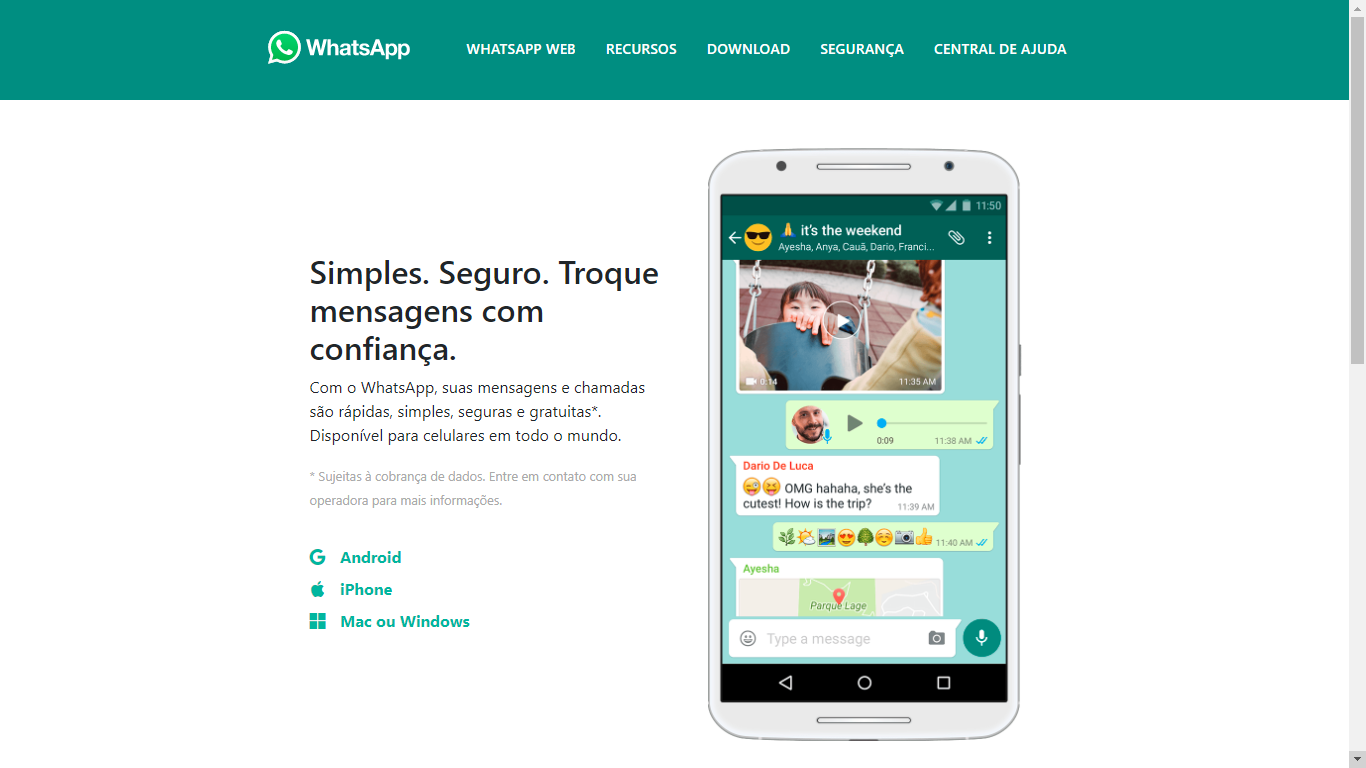 WhatsApp
WHATSAPP WEB
RECURSOS
DOWNLOAD
SEGURANÇA
CENTRAL DE AJUDA
Simples. Seguro. Troque
mensagens com
confiança.
Com o WhatsApp, suas mensagens e chamadas
são rápidas, simples, seguras e gratuitas*.
Disponível para celulares em todo o mundo.
* Sujeitas à cobrança de dados. Entre em contato com sua
operadora para mais informações.
Android
iPhone
Mac ou Windows
11:50
🙏 it's the weekend
Ayesha, Anya, Cauã, Dario, Franci...
0:14
11:35 AM
0:09
11:38 AM
Dario De Luca
😜😝 OMG hahaha, she's the
cutest! How is the trip?
11:39 AM
🌿🌤🏞😍🌳☺📷👍 11:40 AM
Ayesha
Parque Lage
Type a message